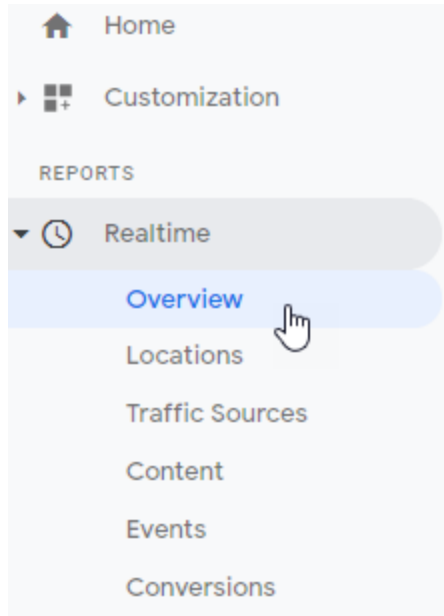 Home
Customization
REPORTS
Realtime
Overview
Locations
Traffic Sources
Content
Events
Conversions